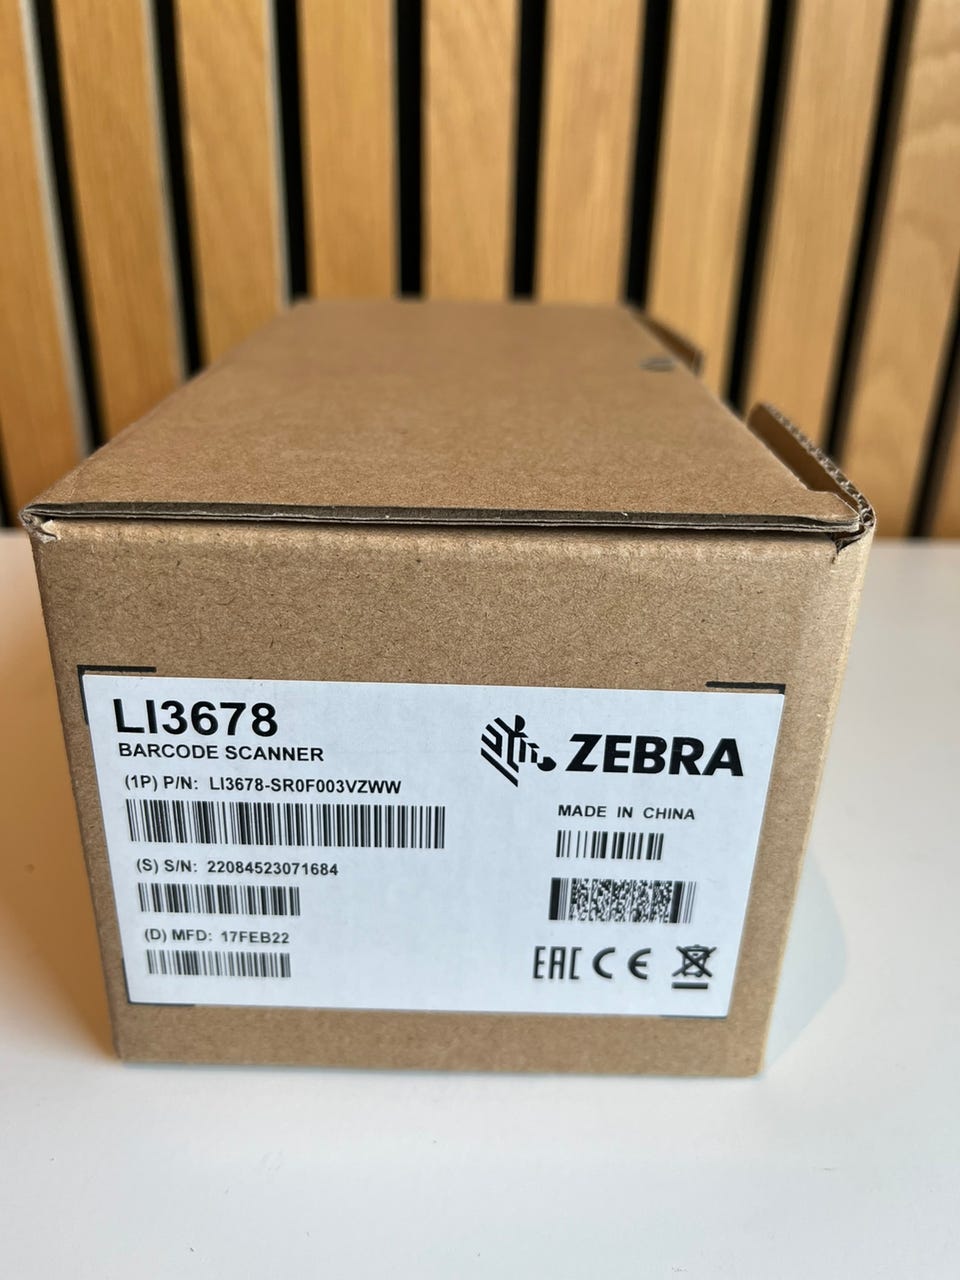 LI3678
BARCODE SCANNER
(1P) P/N: LI3678-SR0F003VZWW
(S) S/N: 22084523071684
(D) MFD: 17FEB22
ZEBRA
MADE IN CHINA
EAC CE